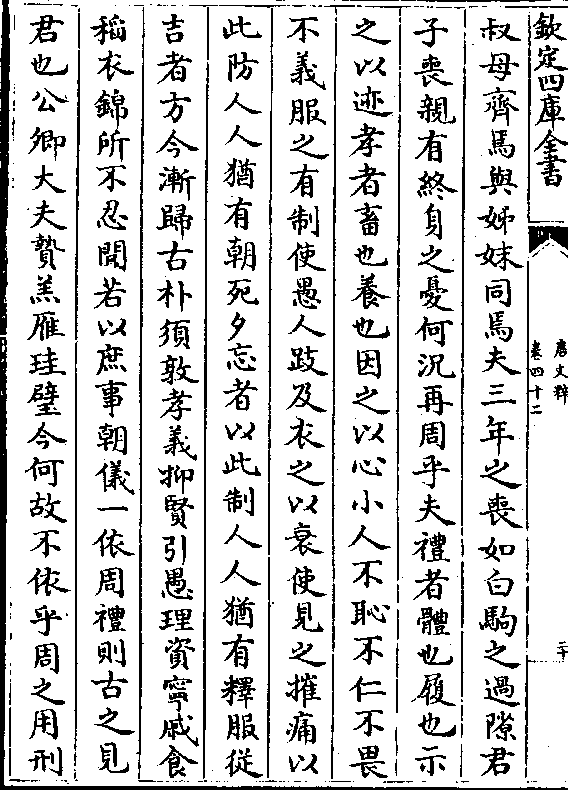 欽定四庫全書
唐文粹
卷四十二
二十
叔母齊焉與姊妹同焉夫三年之喪如白駒之過隙君
子喪親有終身之憂何況再周乎夫禮者體也履也示
之以迹孝者畜也養也因之以心小人不恥不仁不畏
不義服之有制使愚人跂及衣之以衰使見之摧痛以
此防人人猶有朝死夕忘者以此制人人猶有釋服從
吉者方今漸歸古朴須敦孝義抑賢引愚理資寧戚食
稻衣錦所不忍聞若以庶事朝儀一依周禮則古之見
君也公卿大夫贄羔雁珪璧今何故不依乎周之用刑